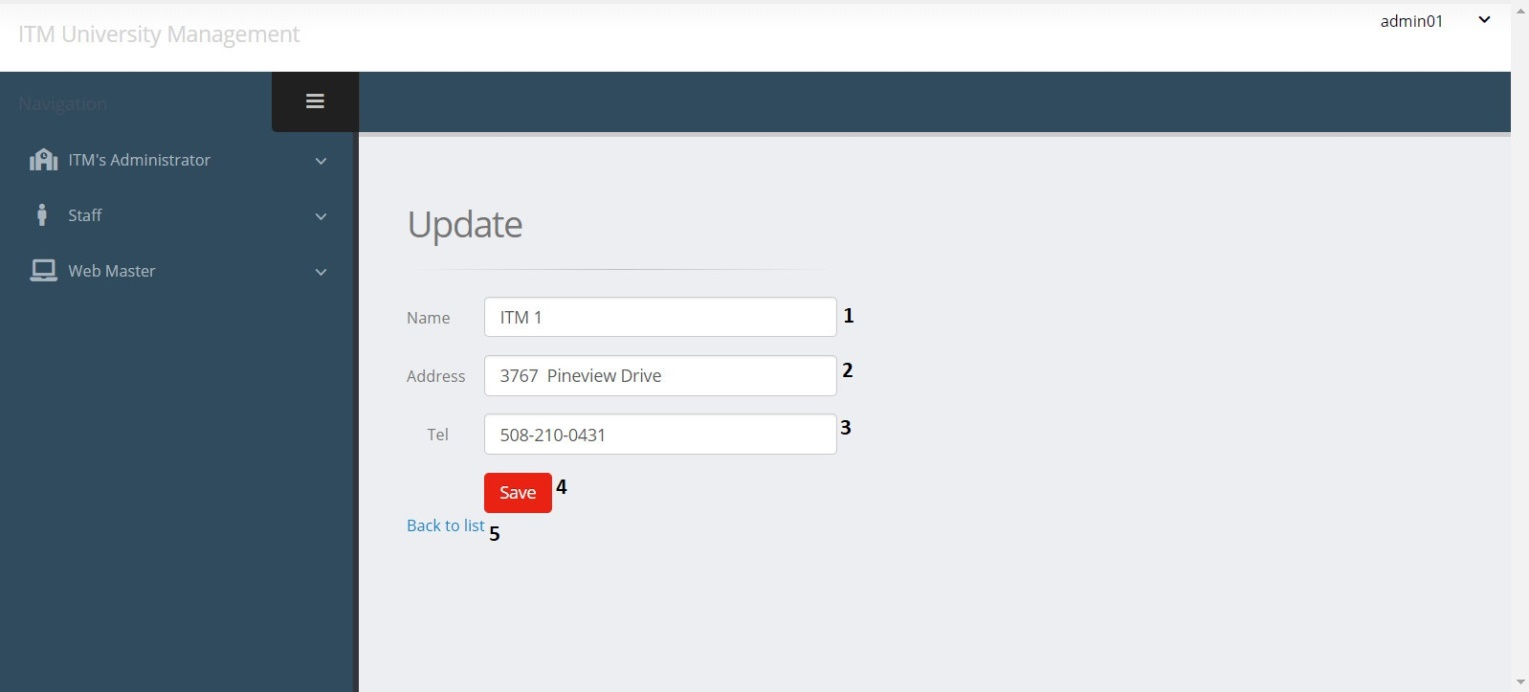 ITM University Management
admin01
Navigation
ITM's Administrator
Staff
Web Master
Update
Name ITM 1 1
Address 3767 Pineview Drive 2
Tel 508-210-0431 3
Save 4
Back to list 5